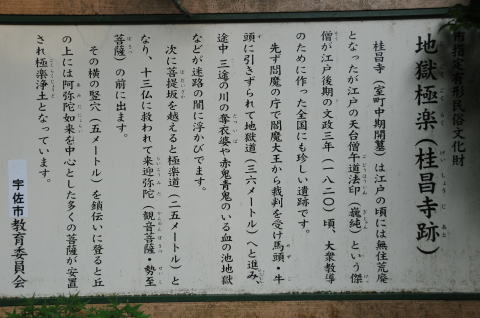 市指定有形民俗文化財
地獄極楽(桂昌寺跡)
桂昌寺(室町中期開墓)は江戸の頃には無住荒廃
となったが江戸の天台僧午道法印(巍純)という傑
僧が江戸後期の文政三年(一八二〇)頃、大衆教導
のために作った全国にも珍しい遺跡です。
先ず閻魔の庁で閻魔大王から裁判を受け馬頭・牛
頭に引きずられて地獄道(三六メートル)へと進み、
途中三途の川の奪衣婆や赤鬼青鬼のいる血の池地獄
などが迷路の闇に浮かびでます。
次に菩提坂を越えると極楽道(二五メートル)と
なり、十三仏に救われて来迎弥陀(観音菩薩・勢至
菩薩)の前に出ます。
その横の竪穴(五メートル)を鎖伝いに登ると丘
の上には阿弥陀如来を中心とした多くの菩薩が安置
され極楽浄土となっています。
宇佐市教育委員会